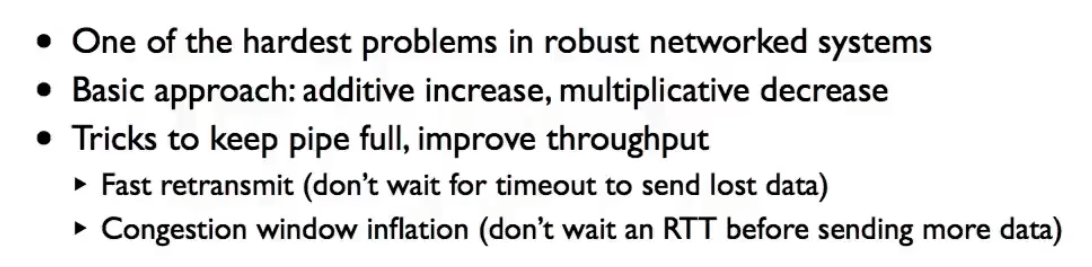 • One of the hardest problems in robust networked systems
• Basic approach: additive increase, multiplicative decrease
• Tricks to keep pipe full, improve throughput
‣ Fast retransmit (don’t wait for timeout to send lost data)
‣ Congestion window inflation (don’t wait an RTT before sending more data)